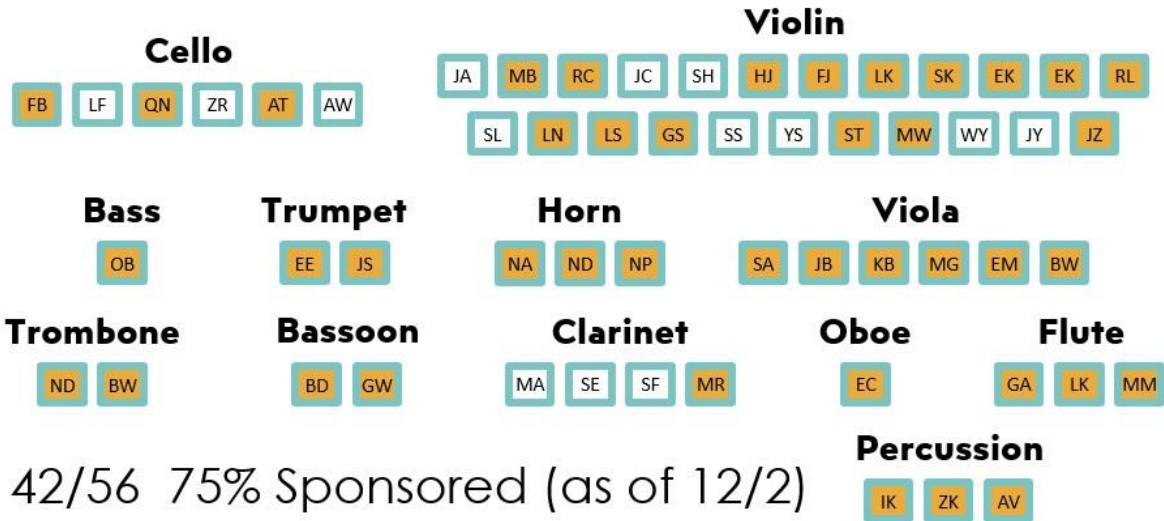 Cello
FB LF QN ZR AT AW
Violin
JA MB RC JC SH HJ FJ LK SK EK EK RL
SL LN LS GS SS YS ST MW WY JY JZ
Bass
OB
Trumpet
EE JS
Horn
NA ND NP
Viola
SA JB KB MG EM BW
Trombone
ND BW
Bassoon
BD GW
Clarinet
MA SE SF MR
Oboe
EC
Flute
GA LK MM
Percussion
IK ZK AV
42/56 75% Sponsored (as of 12/2)